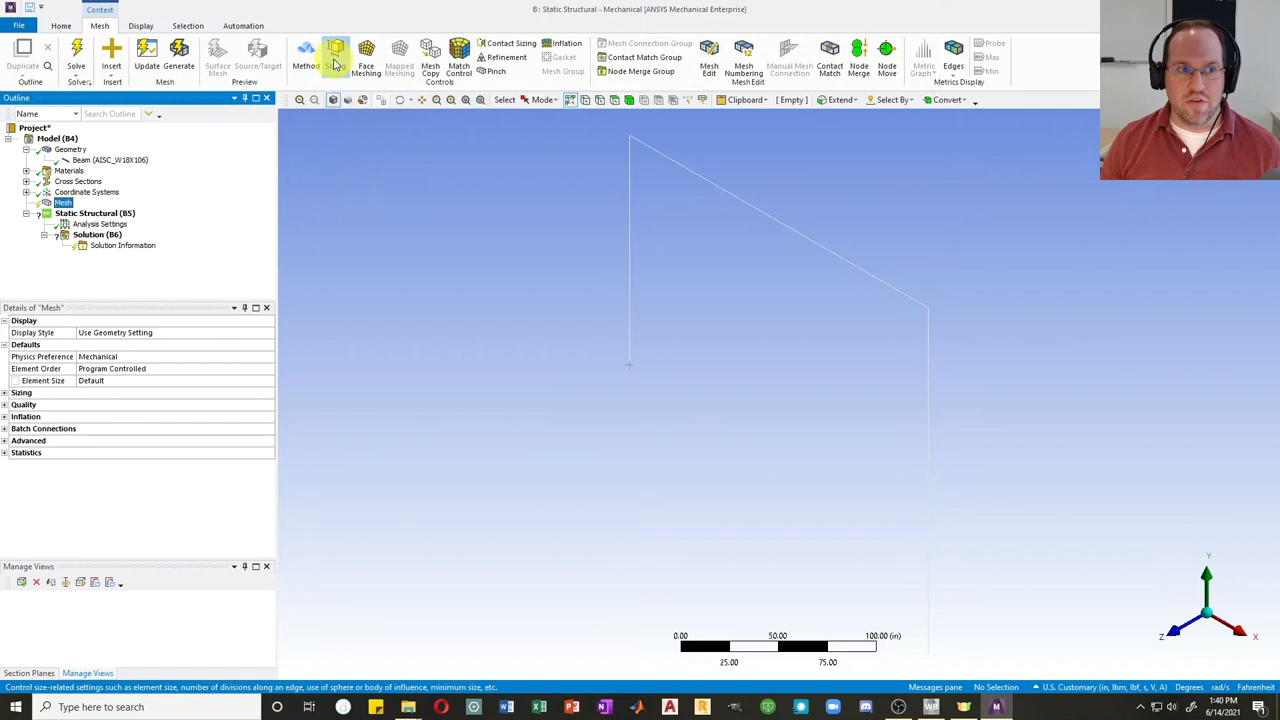 Context
B : Static Structural - Mechanical [ANSYS Mechanical Enterprise]
File
Home
Mesh
Display
Selection
Automation
Duplicate
Solve
Insert
Update
Generate
Surface Mesh
Source/Target
Method
Face Meshing
Mapped Meshing
Mesh Copy
Match Control
Contact Sizing
Refinement
Pinch
Inflation
Gasket
Mesh Group
Mesh Connection Group
Contact Match Group
Node Merge Group
Mesh Edit
Mesh Numbering
Manual Mesh Connection
Contact Match
Node Merge
Node Move
Metric Graph
Edges
Probe
Max
Min
Outline
Solve
Insert
Mesh
Preview
Controls
Mesh Edit
Metrics Display
Outline
Select
Mode
Clipboard
[ Empty ]
Extend
Select By
Convert
Name
Search Outline
Project*
Model (B4)
Geometry
Beam (AISC_W18X106)
Materials
Cross Sections
Coordinate Systems
Mesh
Static Structural (B5)
Analysis Settings
Solution (B6)
Solution Information
Details of "Mesh"
Display
Display Style Use Geometry Setting
Defaults
Physics Preference Mechanical
Element Order Program Controlled
Element Size Default
Sizing
Quality
Inflation
Batch Connections
Advanced
Statistics
Manage Views
Section Planes
Manage Views
0.00 50.00 100.00 (in)
25.00 75.00
Y
Z
X
Control size-related settings such as element size, number of divisions along an edge, use of sphere or body of influence, minimum size, etc.
Messages pane
No Selection
U.S. Customary (in, lbm, lbf, s, V, A)
Degrees
rad/s
Fahrenheit
Type here to search
1:40 PM
6/14/2021